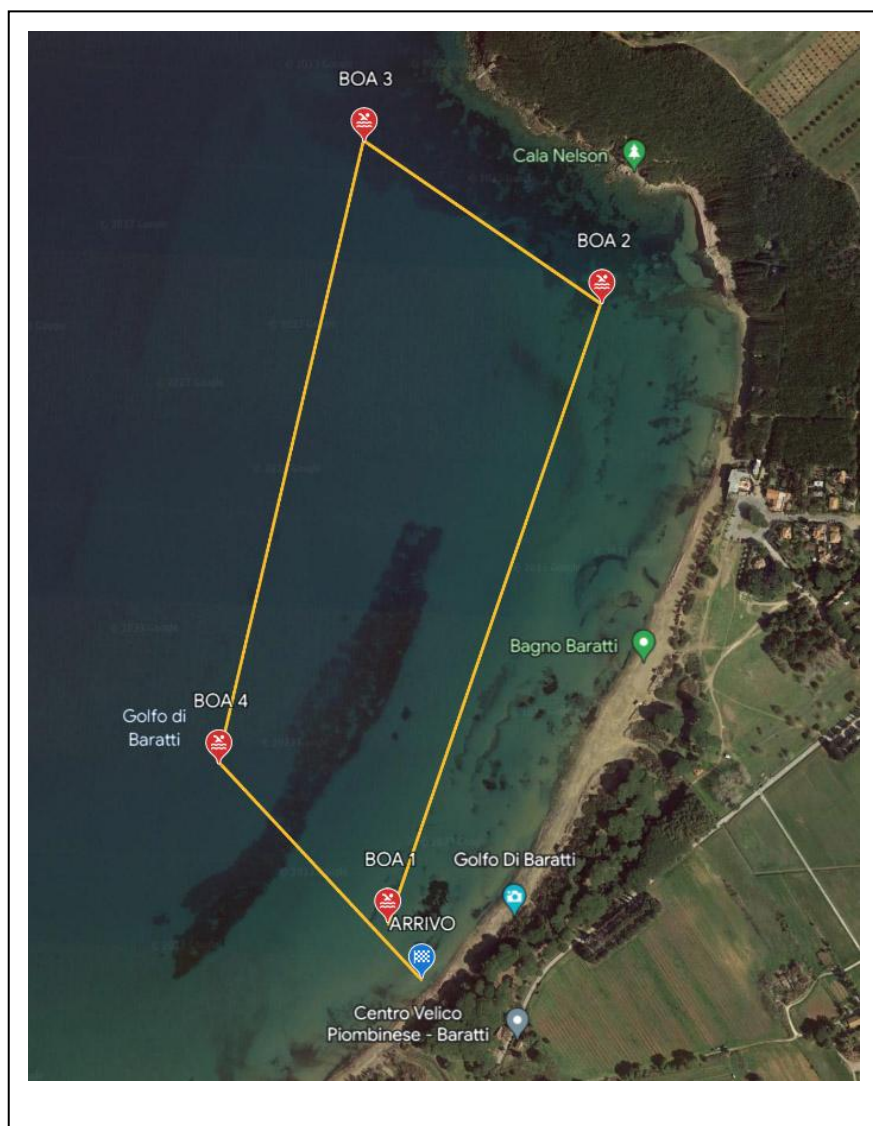 BOA 3
Cala Nelson
BOA 2
Bagno Baratti
BOA 4
Golfo di
Baratti
BOA 1
Golfo Di Baratti
ARRIVO
Centro Velico
Piombinese - Baratti